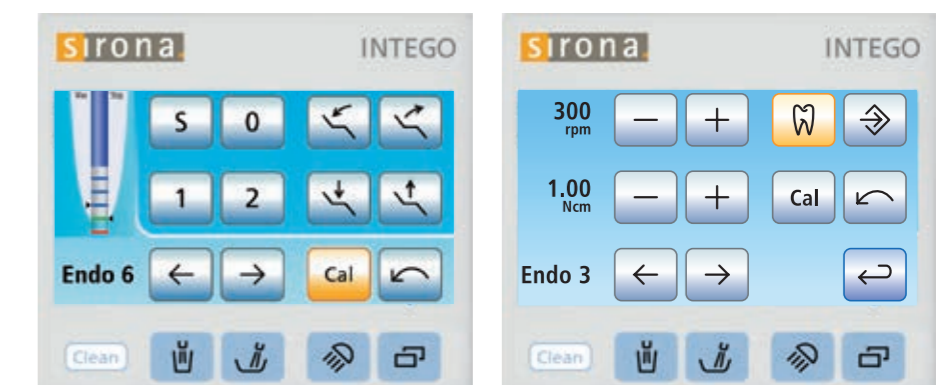 sirona.
INTEGO
S
0
1
2
Endo 6
Cal
Clean
sirona.
INTEGO
300
rpm
− +
1.00
Ncm
− +
Cal
Endo 3
Clean